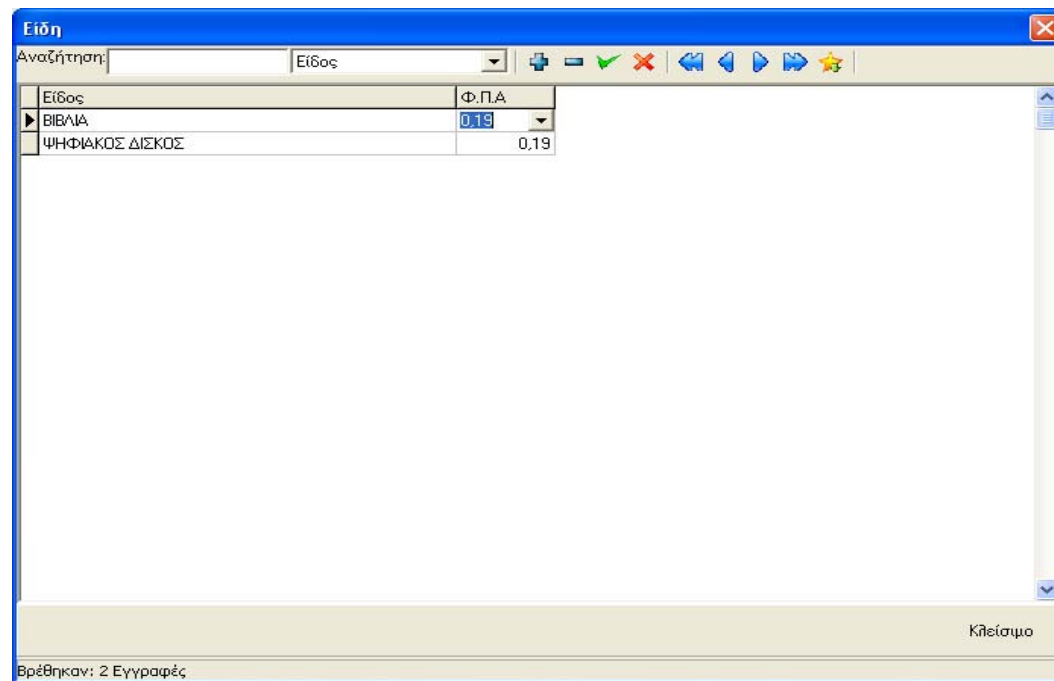 Είδη
Αναζήτηση: Είδος
Είδος Φ.Π.Α
ΒΙΒΛΙΑ 0,19
ΨΗΦΙΑΚΟΣ ΔΙΣΚΟΣ 0,19
Κλείσιμο
Βρέθηκαν: 2 Εγγραφές